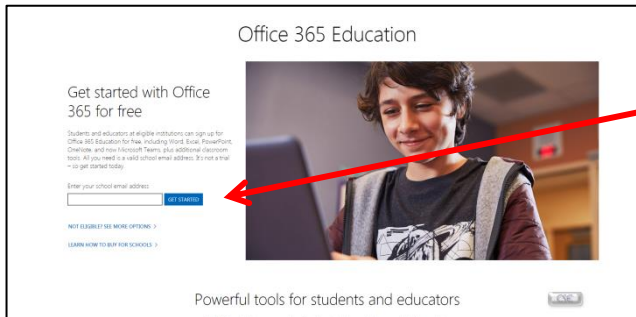 Office 365 Education
Get started with Office
365 for free
Students and educators at eligible institutions can sign up for
Office 365 Education for free, including Word, Excel, PowerPoint,
OneNote, and now Microsoft Teams, plus additional classroom
tools. All you need is a valid school email address. It's not a trial
– so get started today.
Enter your school email address
GET STARTED
NOT ELIGIBLE? SEE MORE OPTIONS >
LEARN HOW TO BUY FOR SCHOOLS >
Powerful tools for students and educators